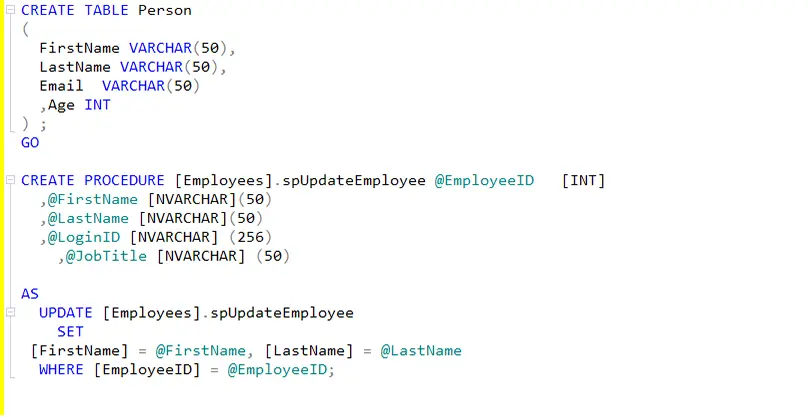 CREATE TABLE Person
(
  FirstName VARCHAR(50),
  LastName VARCHAR(50),
  Email  VARCHAR(50)
  ,Age INT
) ;
GO

CREATE PROCEDURE [Employees].spUpdateEmployee @EmployeeID   [INT]
  ,@FirstName [NVARCHAR](50)
  ,@LastName [NVARCHAR](50)
  ,@LoginID [NVARCHAR] (256)
    ,@JobTitle [NVARCHAR] (50)

AS
  UPDATE [Employees].spUpdateEmployee
    SET
 [FirstName] = @FirstName, [LastName] = @LastName
  WHERE [EmployeeID] = @EmployeeID;